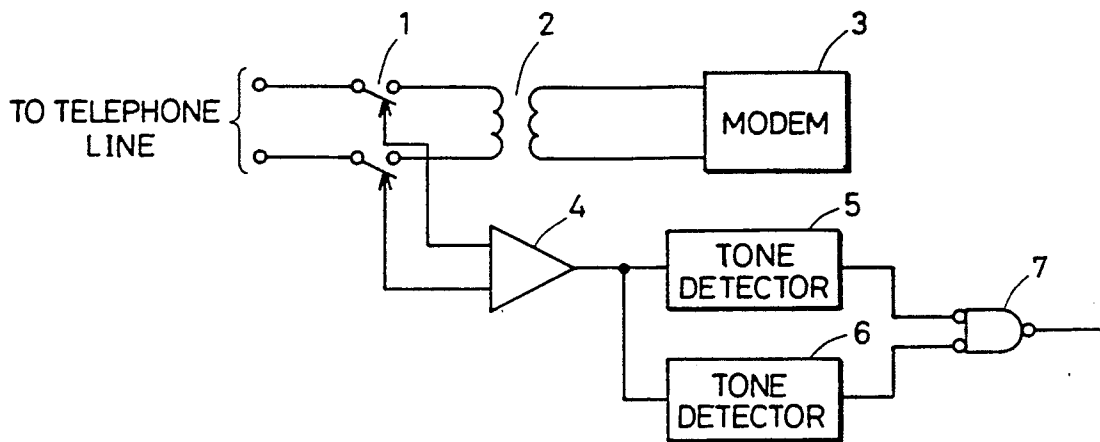 1
2
3
TO TELEPHONE
LINE
MODEM
4
5
TONE
DETECTOR
7
6
TONE
DETECTOR